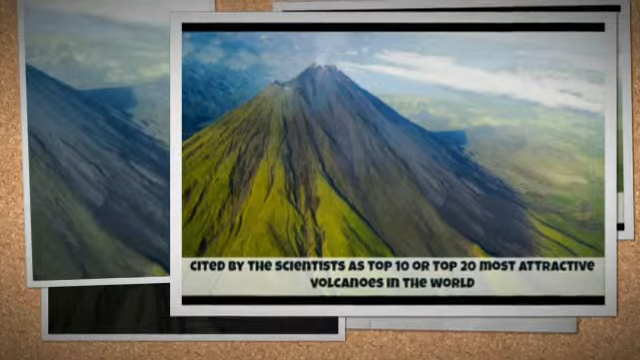 CITED BY THE SCIENTISTS AS TOP 10 OR TOP 20 MOST ATTRACTIVE
VOLCANOES IN THE WORLD